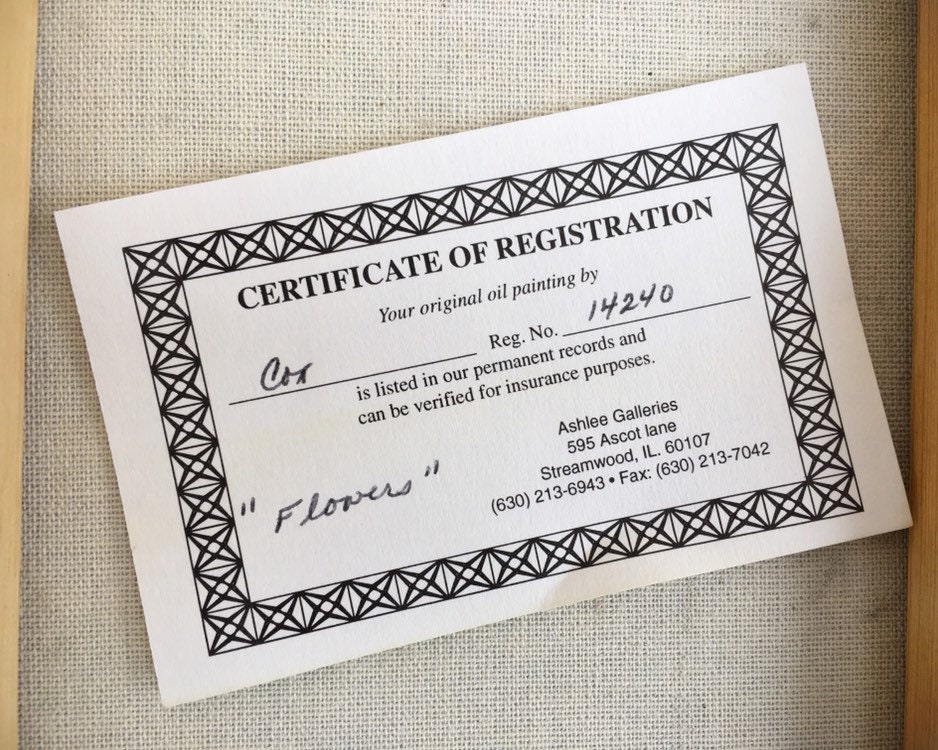 CERTIFICATE OF REGISTRATION
Your original oil painting by
Cox Reg. No. 14240
is listed in our permanent records and
can be verified for insurance purposes.
"Flowers"
Ashlee Galleries
595 Ascot lane
Streamwood, IL. 60107
(630) 213-6943 • Fax: (630) 213-7042